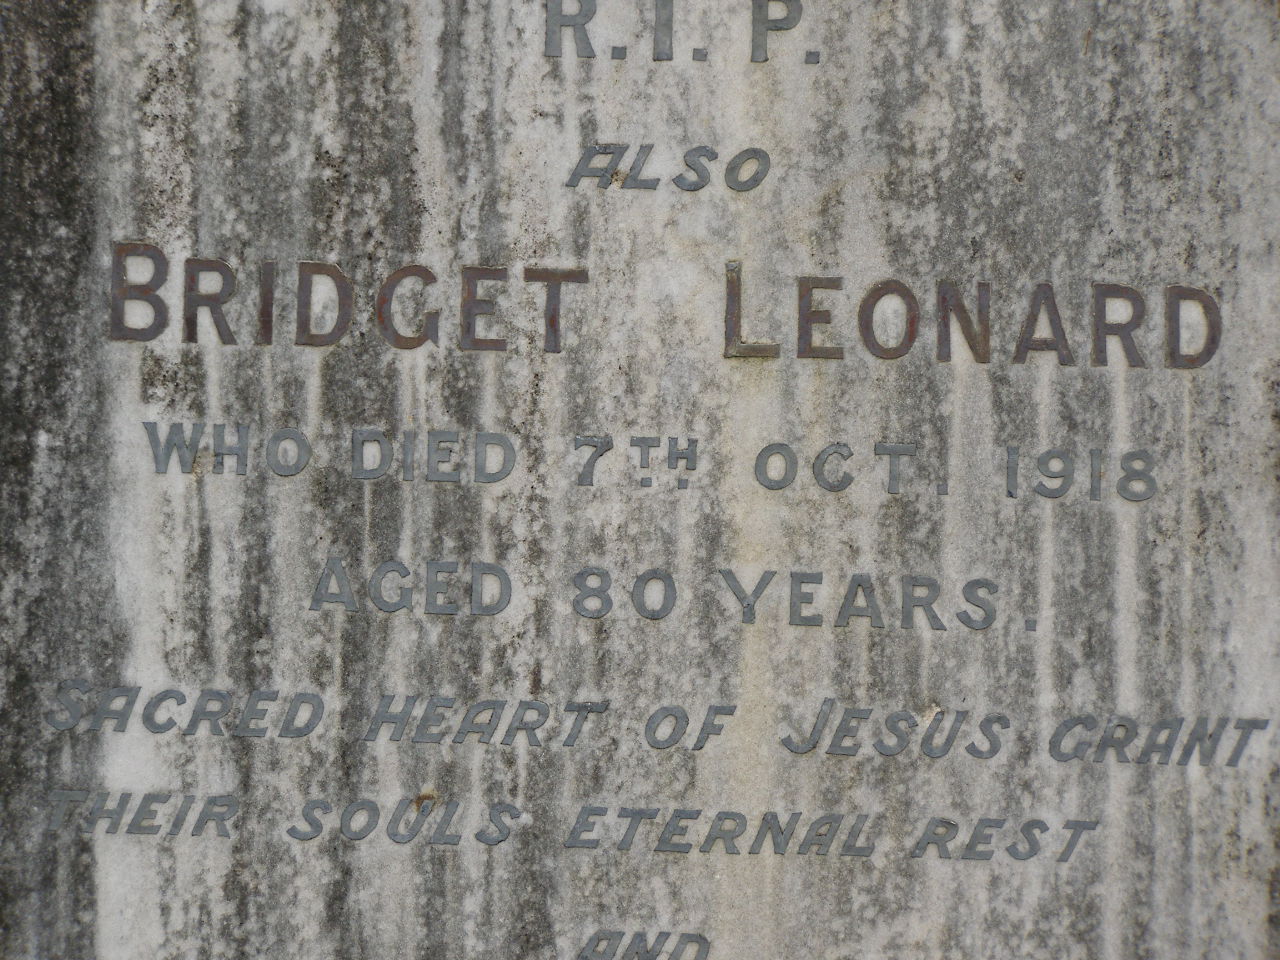 R.I.P.
ALSO
BRIDGET LEONARD
WHO DIED 7TH OCT. 1918
AGED 80 YEARS.
SACRED HEART OF JESUS GRANT
THEIR SOULS ETERNAL REST
AND